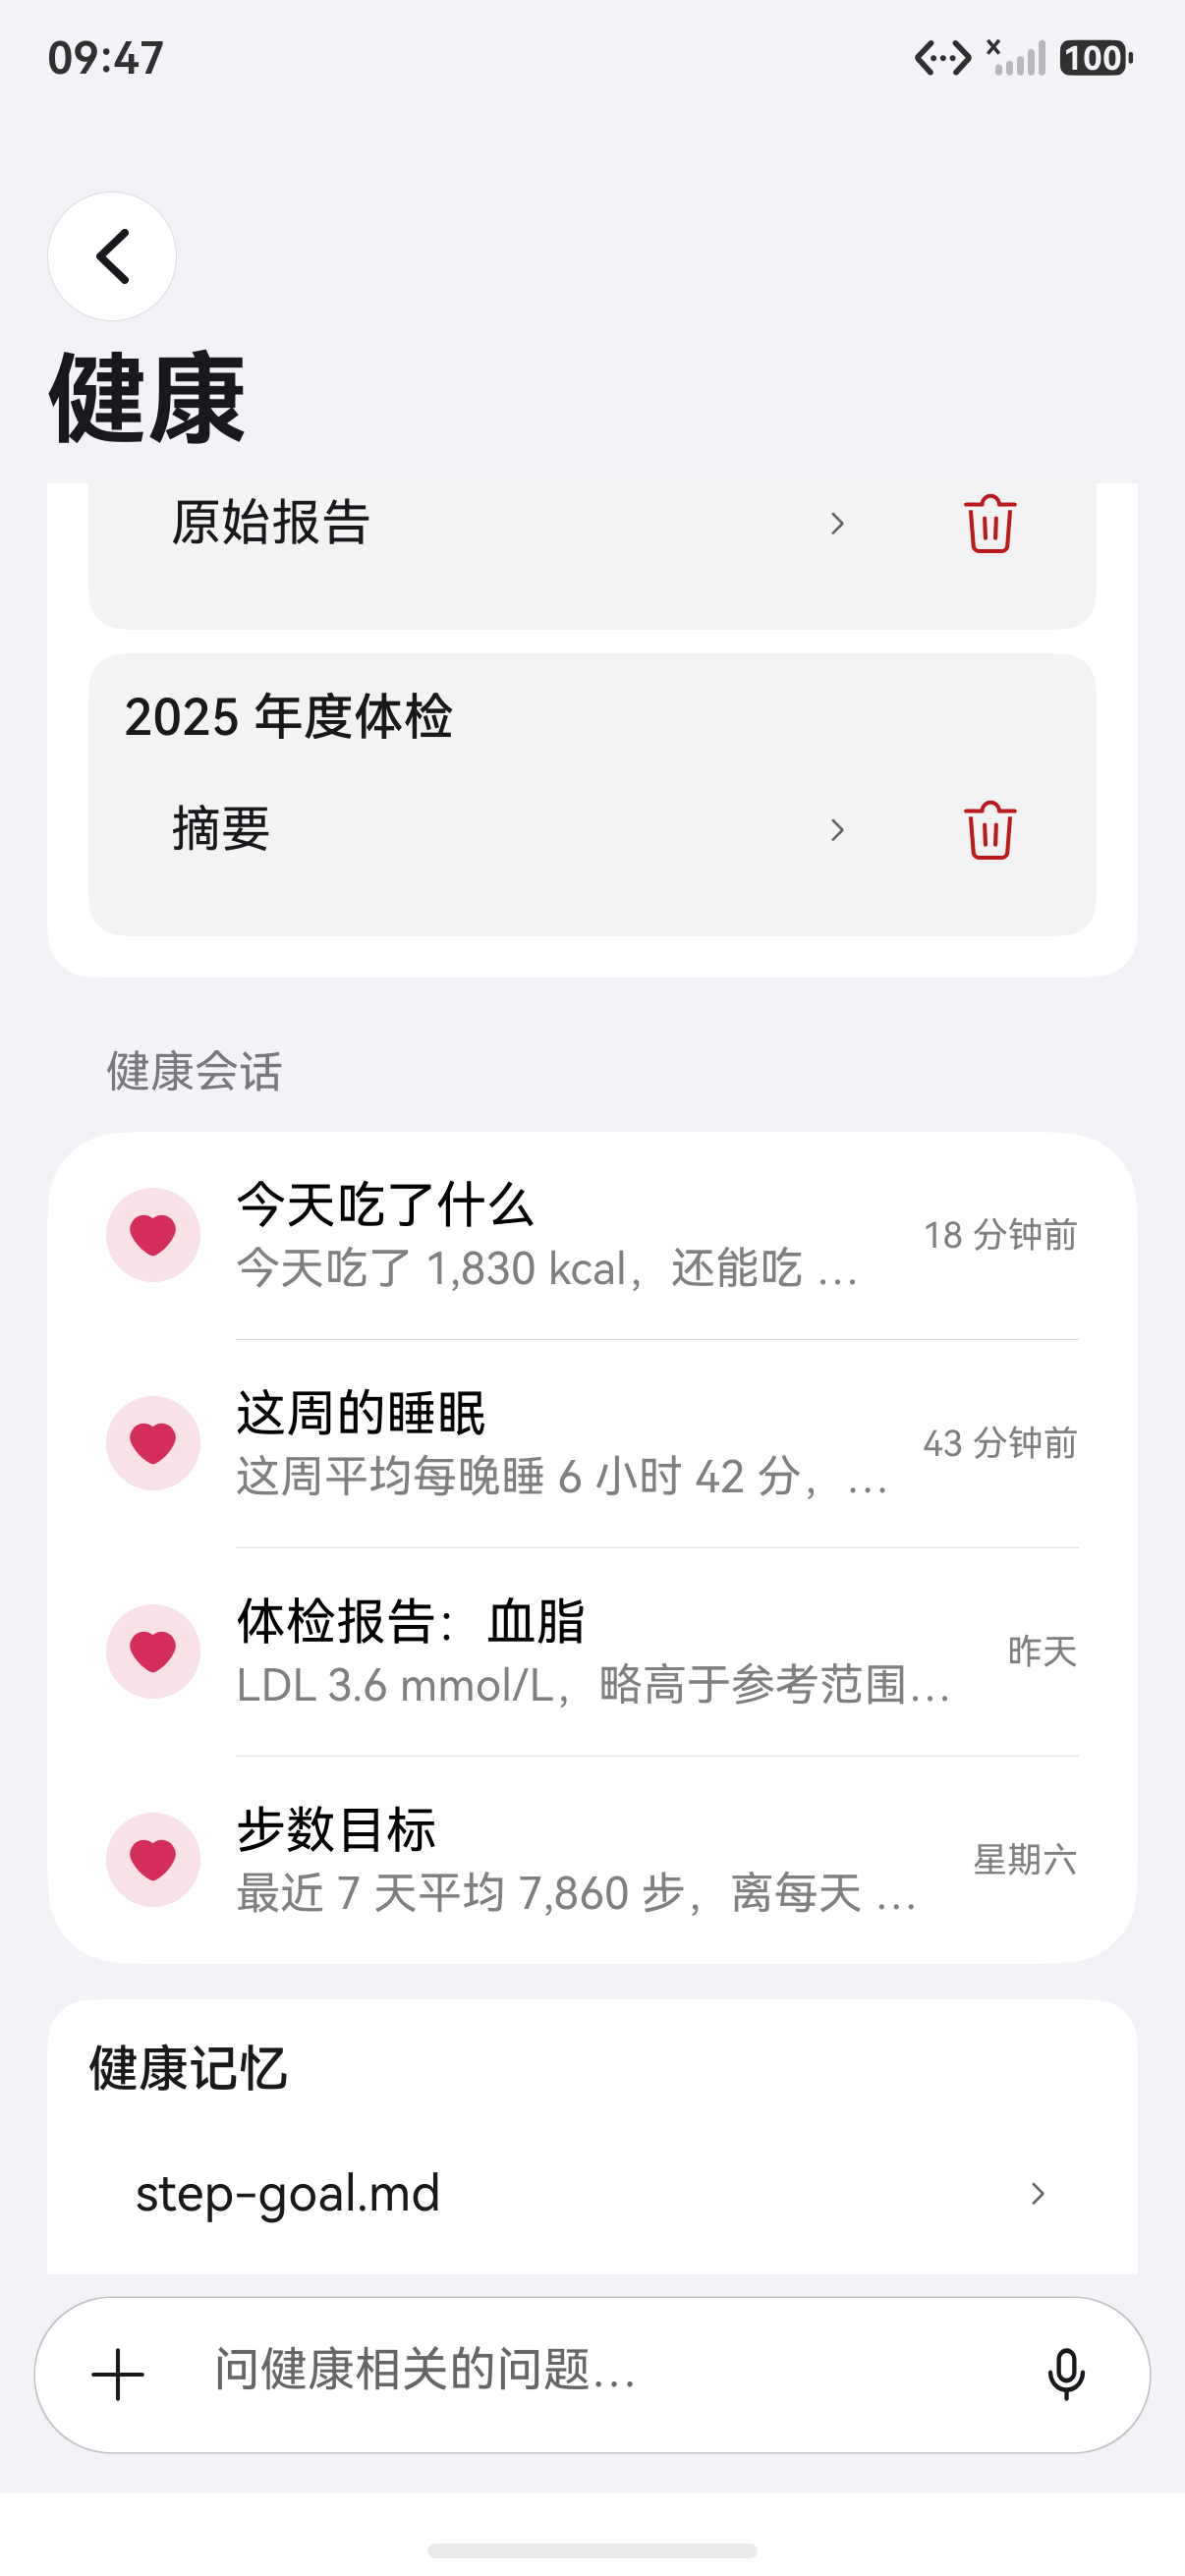 09:47
100
健康
原始报告
2025 年度体检
摘要
健康会话
今天吃了什么
18 分钟前
今天吃了 1,830 kcal，还能吃 …
这周的睡眠
43 分钟前
这周平均每晚睡 6 小时 42 分，…
体检报告：血脂
昨天
LDL 3.6 mmol/L，略高于参考范围…
步数目标
星期六
最近 7 天平均 7,860 步，离每天 …
健康记忆
step-goal.md
问健康相关的问题…